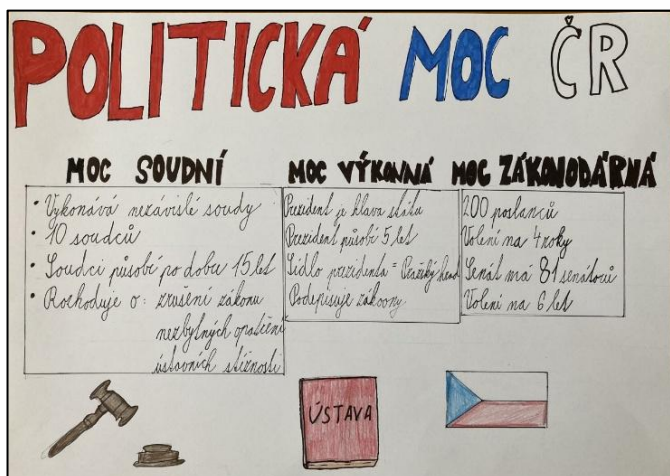 POLITICKÁ MOC ČR
MOC SOUDNÍ
• Vykonává nezávislé soudy
• 10 soudců
• Soudci působí po dobu 15 let
• Rozhoduje o: zrušení zákonu
nezbytných opatření
ústavních stížností
MOC VÝKONNÁ
Prezident je hlava státu
Prezident působí 5 let
Sídlo prezidenta = Pražský hrad
Podepisuje zákoony
MOC ZÁKONODÁRNÁ
200 poslanců
Volení na 4 roky
Senát má 81 senátorů
Volení na 6 let
ÚSTAVA